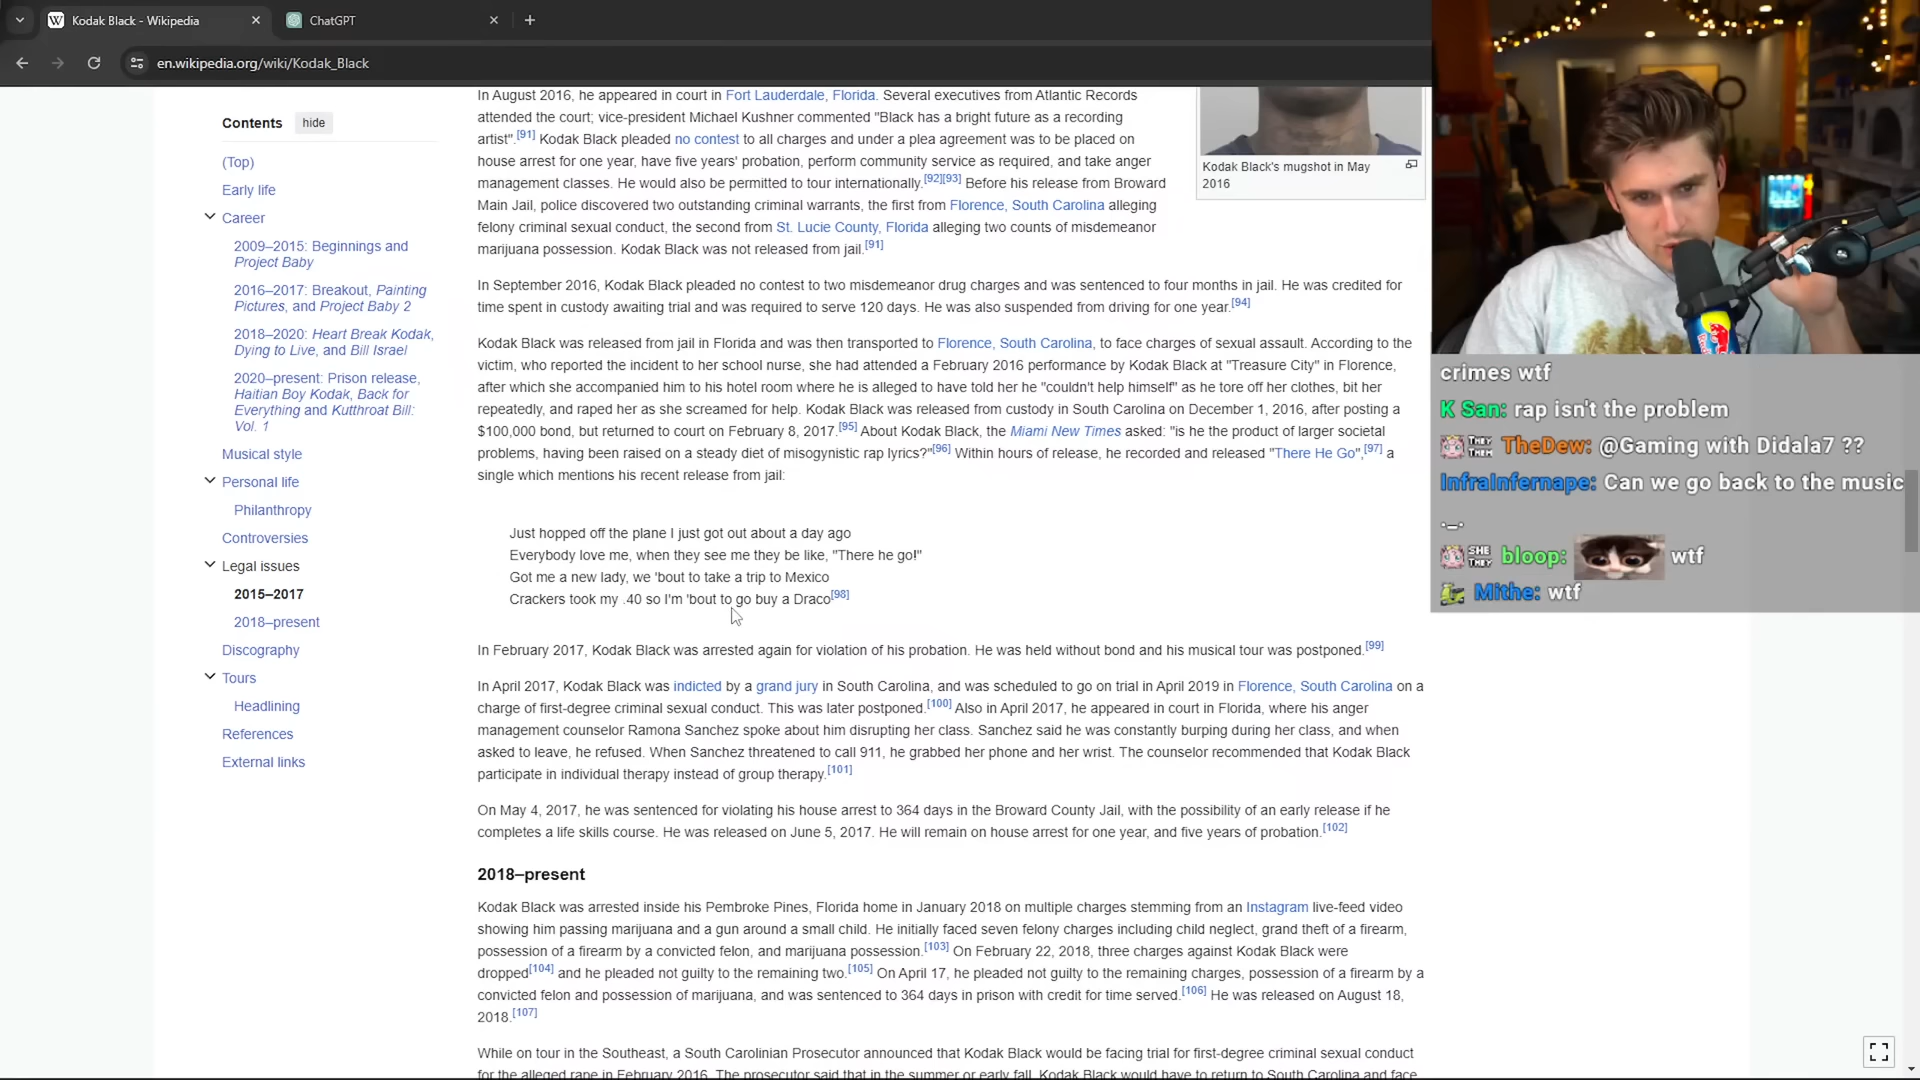 Kodak Black - Wikipedia
ChatGPT
en.wikipedia.org/wiki/Kodak_Black
Contents hide
(Top)
Early life
Career
2009–2015: Beginnings and
Project Baby
2016–2017: Breakout, Painting
Pictures, and Project Baby 2
2018–2020: Heart Break Kodak,
Dying to Live, and Bill Israel
2020–present: Prison release,
Haitian Boy Kodak, Back for
Everything and Kutthroat Bill:
Vol. 1
Musical style
Personal life
Philanthropy
Controversies
Legal issues
2015–2017
2018–present
Discography
Tours
Headlining
References
External links
In August 2016, he appeared in court in Fort Lauderdale, Florida. Several executives from Atlantic Records
attended the court; vice-president Michael Kushner commented "Black has a bright future as a recording
artist".[91] Kodak Black pleaded no contest to all charges and under a plea agreement was to be placed on
house arrest for one year, have five years' probation, perform community service as required, and take anger
management classes. He would also be permitted to tour internationally.[92][93] Before his release from Broward
Main Jail, police discovered two outstanding criminal warrants, the first from Florence, South Carolina alleging
felony criminal sexual conduct, the second from St. Lucie County, Florida alleging two counts of misdemeanor
marijuana possession. Kodak Black was not released from jail.[91]
Kodak Black's mugshot in May
2016
In September 2016, Kodak Black pleaded no contest to two misdemeanor drug charges and was sentenced to four months in jail. He was credited for
time spent in custody awaiting trial and was required to serve 120 days. He was also suspended from driving for one year.[94]
Kodak Black was released from jail in Florida and was then transported to Florence, South Carolina, to face charges of sexual assault. According to the
victim, who reported the incident to her school nurse, she had attended a February 2016 performance by Kodak Black at "Treasure City" in Florence,
after which she accompanied him to his hotel room where he is alleged to have told her he "couldn't help himself" as he tore off her clothes, bit her
repeatedly, and raped her as she screamed for help. Kodak Black was released from custody in South Carolina on December 1, 2016, after posting a
$100,000 bond, but returned to court on February 8, 2017.[95] About Kodak Black, the Miami New Times asked: "is he the product of larger societal
problems, having been raised on a steady diet of misogynistic rap lyrics?"[96] Within hours of release, he recorded and released "There He Go",[97] a
single which mentions his recent release from jail:
Just hopped off the plane I just got out about a day ago
Everybody love me, when they see me they be like, "There he go!"
Got me a new lady, we 'bout to take a trip to Mexico
Crackers took my .40 so I'm 'bout to go buy a Draco[98]
In February 2017, Kodak Black was arrested again for violation of his probation. He was held without bond and his musical tour was postponed.[99]
In April 2017, Kodak Black was indicted by a grand jury in South Carolina, and was scheduled to go on trial in April 2019 in Florence, South Carolina on a
charge of first-degree criminal sexual conduct. This was later postponed.[100] Also in April 2017, he appeared in court in Florida, where his anger
management counselor Ramona Sanchez spoke about him disrupting her class. Sanchez said he was constantly burping during her class, and when
asked to leave, he refused. When Sanchez threatened to call 911, he grabbed her phone and her wrist. The counselor recommended that Kodak Black
participate in individual therapy instead of group therapy.[101]
On May 4, 2017, he was sentenced for violating his house arrest to 364 days in the Broward County Jail, with the possibility of an early release if he
completes a life skills course. He was released on June 5, 2017. He will remain on house arrest for one year, and five years of probation.[102]
2018–present
Kodak Black was arrested inside his Pembroke Pines, Florida home in January 2018 on multiple charges stemming from an Instagram live-feed video
showing him passing marijuana and a gun around a small child. He initially faced seven felony charges including child neglect, grand theft of a firearm,
possession of a firearm by a convicted felon, and marijuana possession.[103] On February 22, 2018, three charges against Kodak Black were
dropped[104] and he pleaded not guilty to the remaining two.[105] On April 17, he pleaded not guilty to the remaining charges, possession of a firearm by a
convicted felon and possession of marijuana, and was sentenced to 364 days in prison with credit for time served.[106] He was released on August 18,
2018.[107]
While on tour in the Southeast, a South Carolinian Prosecutor announced that Kodak Black would be facing trial for first-degree criminal sexual conduct
for the alleged rape in February 2016. The prosecutor said that in the summer or early fall, Kodak Black would have to return to South Carolina and face
crimes wtf
K San: rap isn't the problem
THEY THEM TheDew: @Gaming with Didala7 ??
InfraInfernape: Can we go back to the music
._.
SHE THEY bloop: wtf
Mithe: wtf